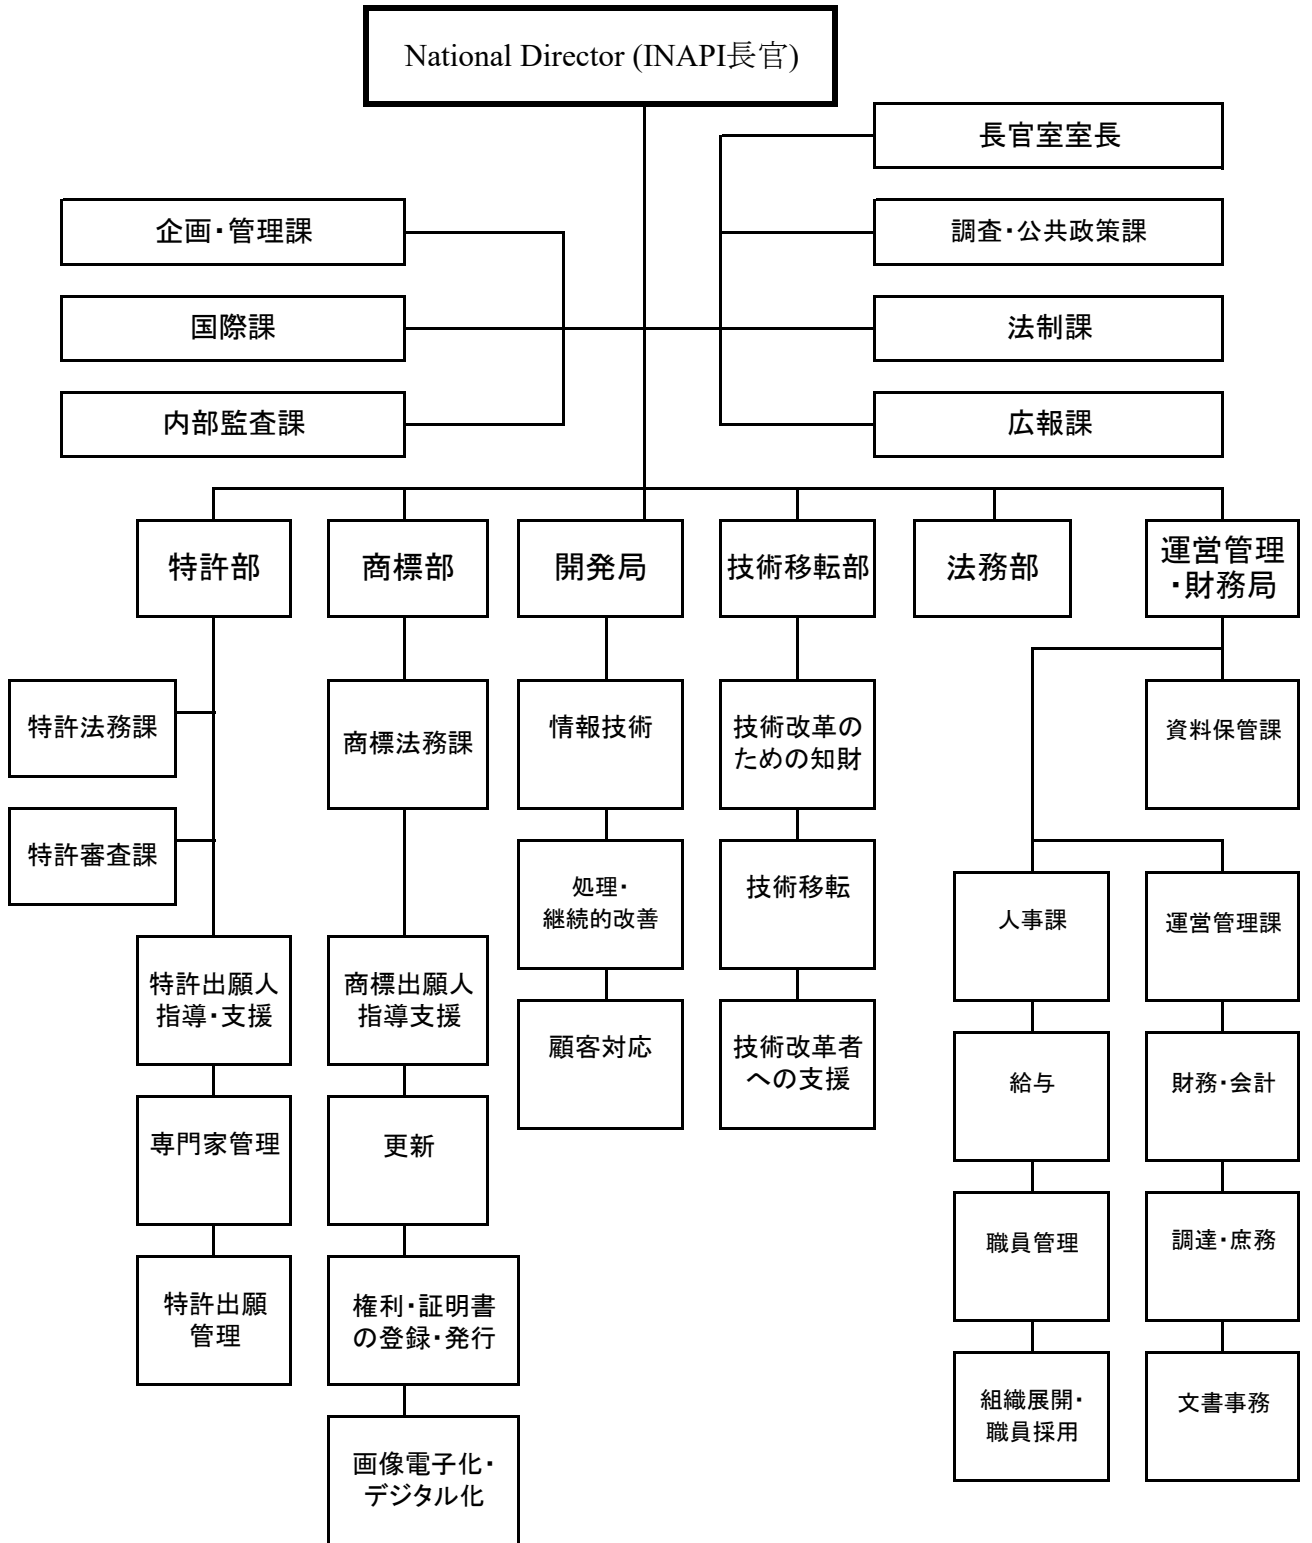 National Director (INAPI長官)
長官室室長
企画・管理課
調査・公共政策課
国際課
法制課
内部監査課
広報課
特許部
商標部
開発局
技術移転部
法務部
運営管理
・財務局
特許法務課
特許審査課
商標法務課
情報技術
技術改革の
ための知財
資料保管課
処理・
継続的改善
技術移転
人事課
運営管理課
特許出願人
指導・支援
商標出願人
指導支援
顧客対応
技術改革者
への支援
給与
財務・会計
専門家管理
更新
職員管理
調達・庶務
特許出願
管理
権利・証明書
の登録・発行
組織展開・
職員採用
文書事務
画像電子化・
デジタル化